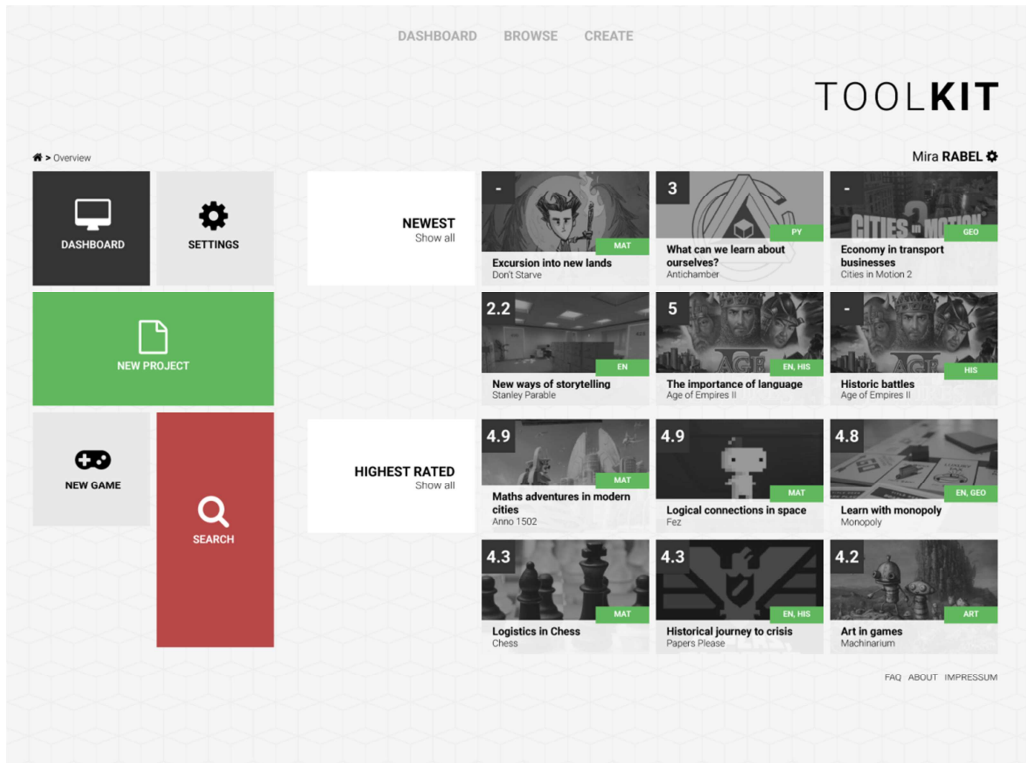 DASHBOARD BROWSE CREATE
TOOLKIT
> Overview
Mira RABEL
DASHBOARD
SETTINGS
NEW PROJECT
NEW GAME
SEARCH
NEWEST
Show all
-
MAT
Excursion into new lands
Don't Starve
3
PY
What can we learn about
ourselves?
Antichamber
-
CITIES in MOTION 2
GEO
Economy in transport
businesses
Cities in Motion 2
2.2
EN
New ways of storytelling
Stanley Parable
5
AGE
EN, HIS
The importance of language
Age of Empires II
-
AGE
HIS
Historic battles
Age of Empires II
HIGHEST RATED
Show all
4.9
MAT
Maths adventures in modern
cities
Anno 1502
4.9
MAT
Logical connections in space
Fez
4.8
EN, GEO
Learn with monopoly
Monopoly
4.3
MAT
Logistics in Chess
Chess
4.3
EN, HIS
Historical journey to crisis
Papers Please
4.2
ART
Art in games
Machinarium
FAQ ABOUT IMPRESSUM